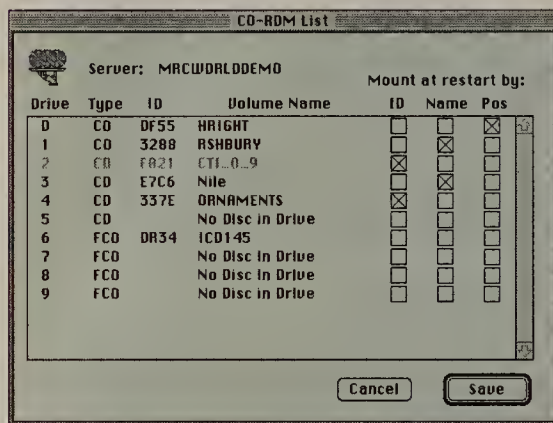 CD-ROM List
Server: MACWORLDDEMO
Mount at restart by:
Drive Type ID Volume Name ID Name Pos
0 CD DF55 HRIGHT
1 CD 3288 ASHBURY
2 CD FA21 CTI...0...9
3 CD E7C6 Nile
4 CD 337E ORNAMENTS
5 CD No Disc in Drive
6 FCD DA34 ICD145
7 FCD No Disc in Drive
8 FCD No Disc in Drive
9 FCD No Disc in Drive
Cancel Save